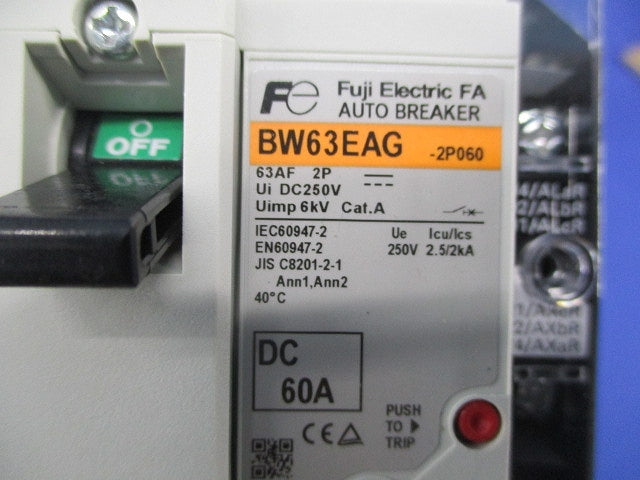 OFF
Fe Fuji Electric FA
AUTO BREAKER
BW63EAG -2P060
63AF 2P
Ui DC250V
Uimp 6kV Cat.A
IEC60947-2 Ue Icu/Ics
EN60947-2 250V 2.5/2kA
JIS C8201-2-1
Ann1,Ann2
40°C
DC
60A
CE
PUSH
TO ▶
TRIP